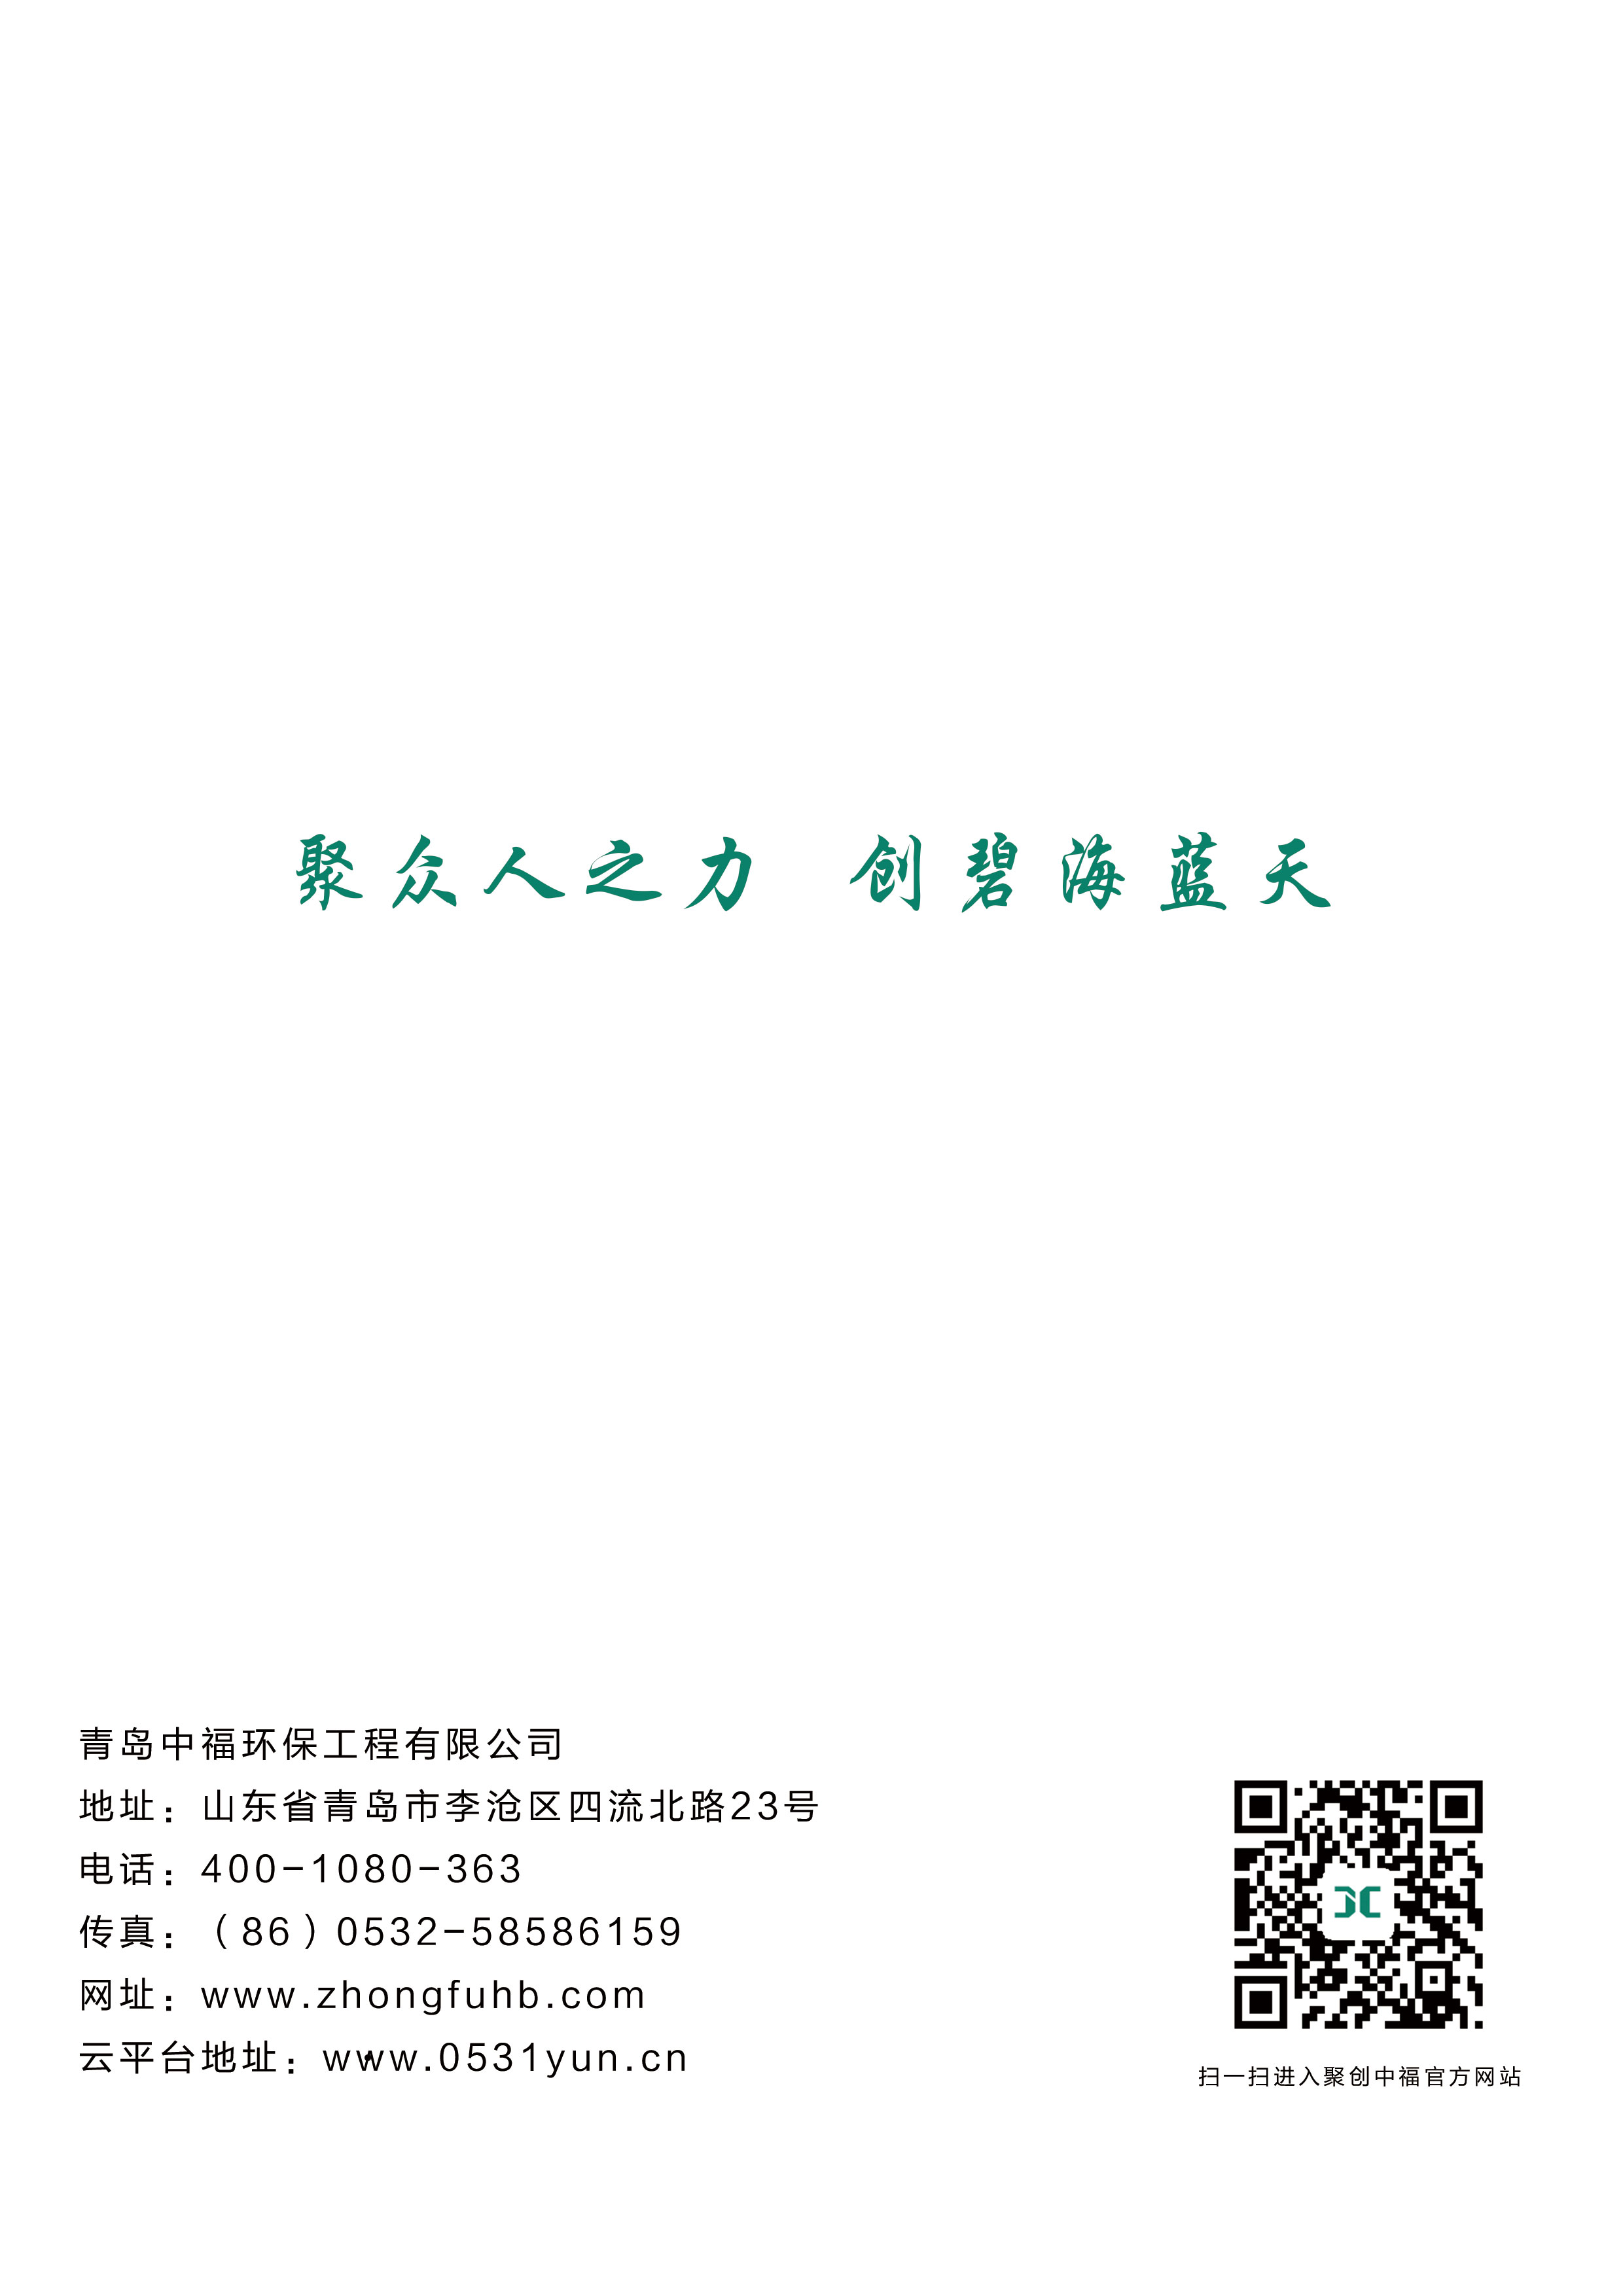 聚众人之力 创碧海蓝天
青岛中福环保工程有限公司
地址：山东省青岛市李沧区四流北路23号
电话：400-1080-363
传真：（86）0532-58586159
网址：www.zhongfuhb.com
云平台地址：www.0531yun.cn
扫一扫进入聚创中福官方网站